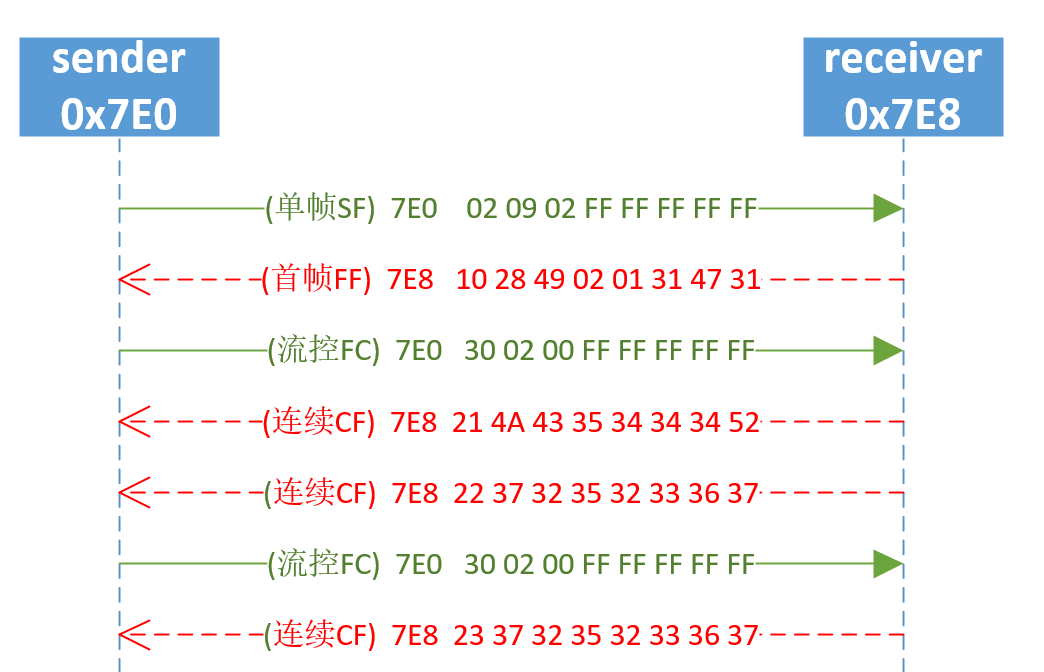 sender
0x7E0
receiver
0x7E8
(单帧SF) 7E0 02 09 02 FF FF FF FF FF
(首帧FF) 7E8 10 28 49 02 01 31 47 31
(流控FC) 7E0 30 02 00 FF FF FF FF FF
(连续CF) 7E8 21 4A 43 35 34 34 34 52
(连续CF) 7E8 22 37 32 35 32 33 36 37
(流控FC) 7E0 30 02 00 FF FF FF FF FF
(连续CF) 7E8 23 37 32 35 32 33 36 37